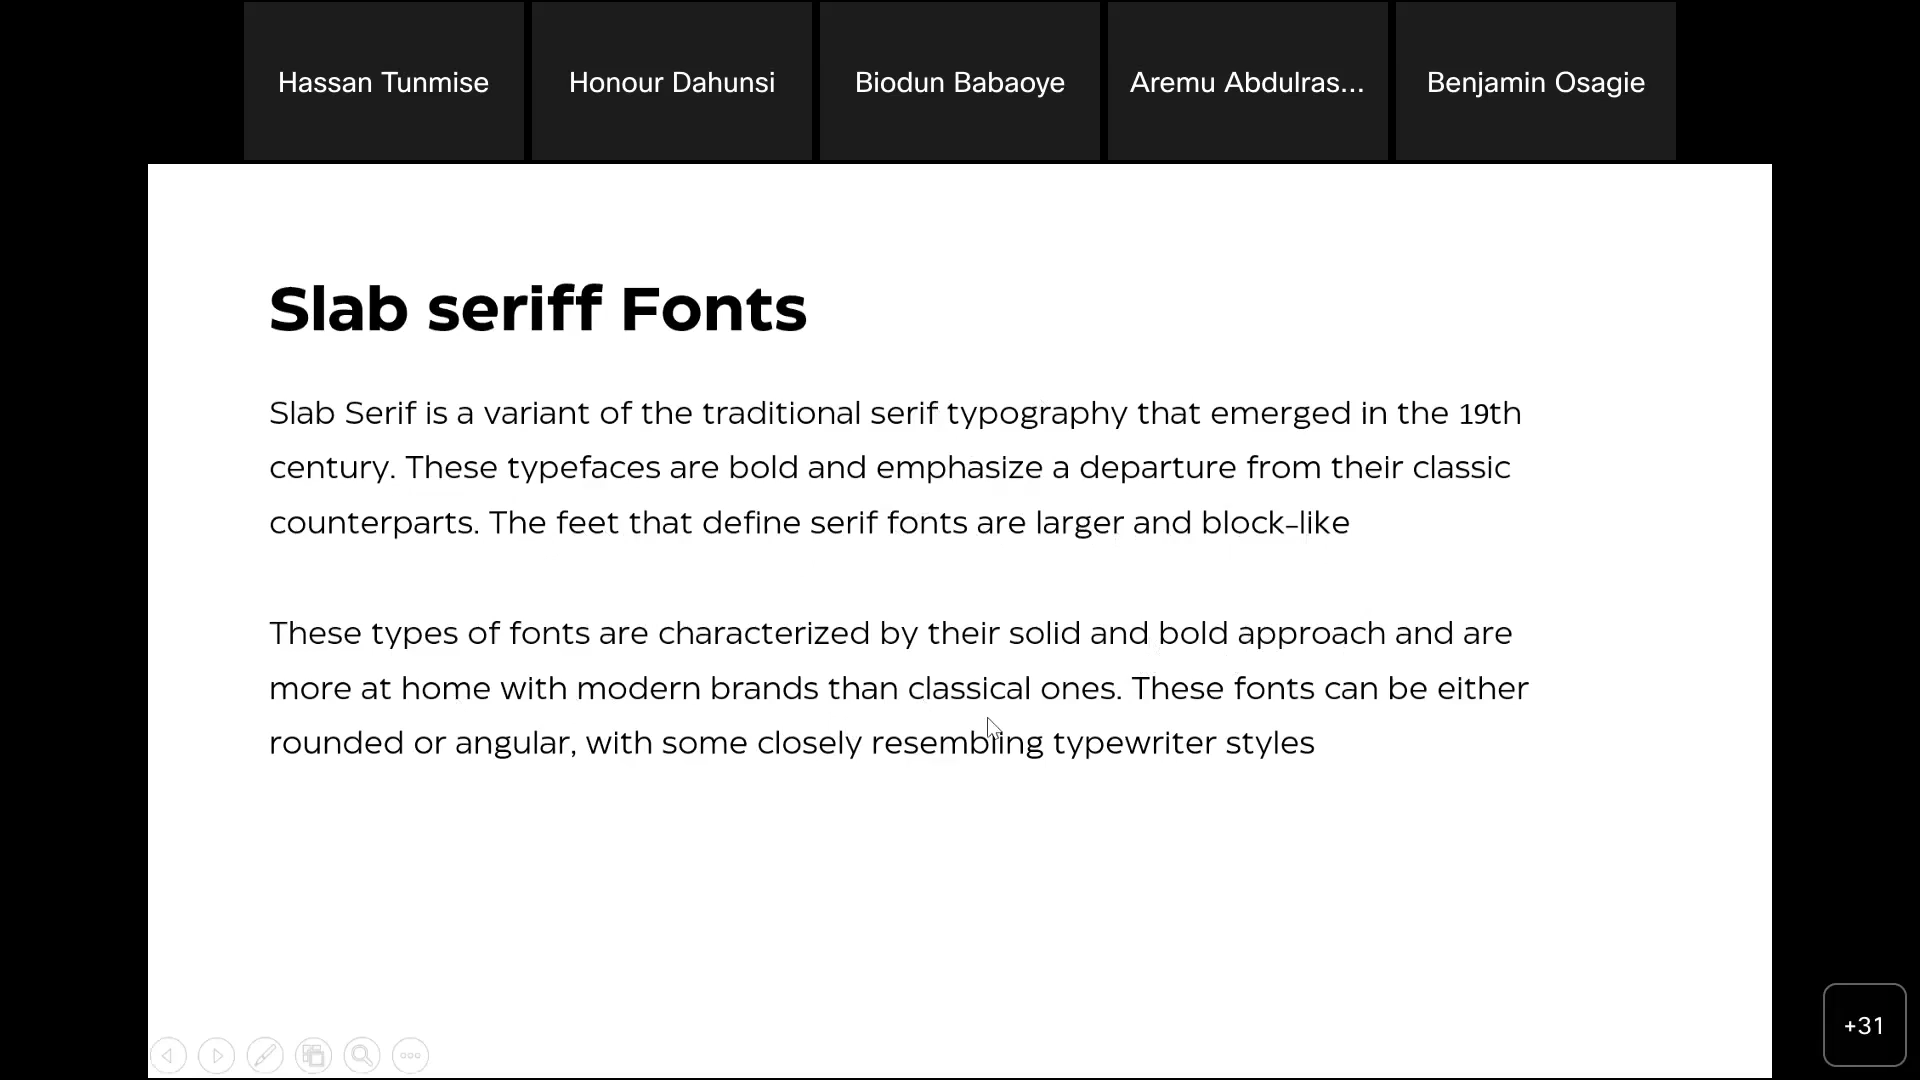 Hassan Tunmise
Honour Dahunsi
Biodun Babaoye
Aremu Abdulras...
Benjamin Osagie
Slab seriff Fonts
Slab Serif is a variant of the traditional serif typography that emerged in the 19th
century. These typefaces are bold and emphasize a departure from their classic
counterparts. The feet that define serif fonts are larger and block-like
These types of fonts are characterized by their solid and bold approach and are
more at home with modern brands than classical ones. These fonts can be either
rounded or angular, with some closely resembling typewriter styles
+31